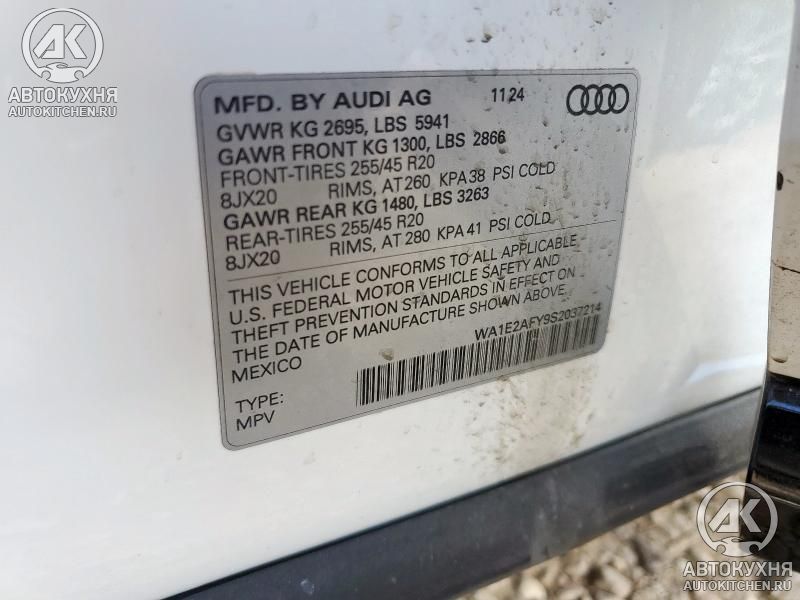 АК
АВТОКУХНЯ
AUTOKITCHEN.RU
MFD. BY AUDI AG 11 24
GVWR KG 2695, LBS 5941
GAWR FRONT KG 1300, LBS 2866
FRONT-TIRES 255/45 R20
8JX20 RIMS, AT 260 KPA 38 PSI COLD
GAWR REAR KG 1480, LBS 3263
REAR-TIRES 255/45 R20
8JX20 RIMS, AT 280 KPA 41 PSI COLD
THIS VEHICLE CONFORMS TO ALL APPLICABLE
U.S. FEDERAL MOTOR VEHICLE SAFETY AND
THEFT PREVENTION STANDARDS IN EFFECT ON
THE DATE OF MANUFACTURE SHOWN ABOVE.
MEXICO
WA1E2AFY9S2037214
TYPE:
MPV
АК
АВТОКУХНЯ
AUTOKITCHEN.RU